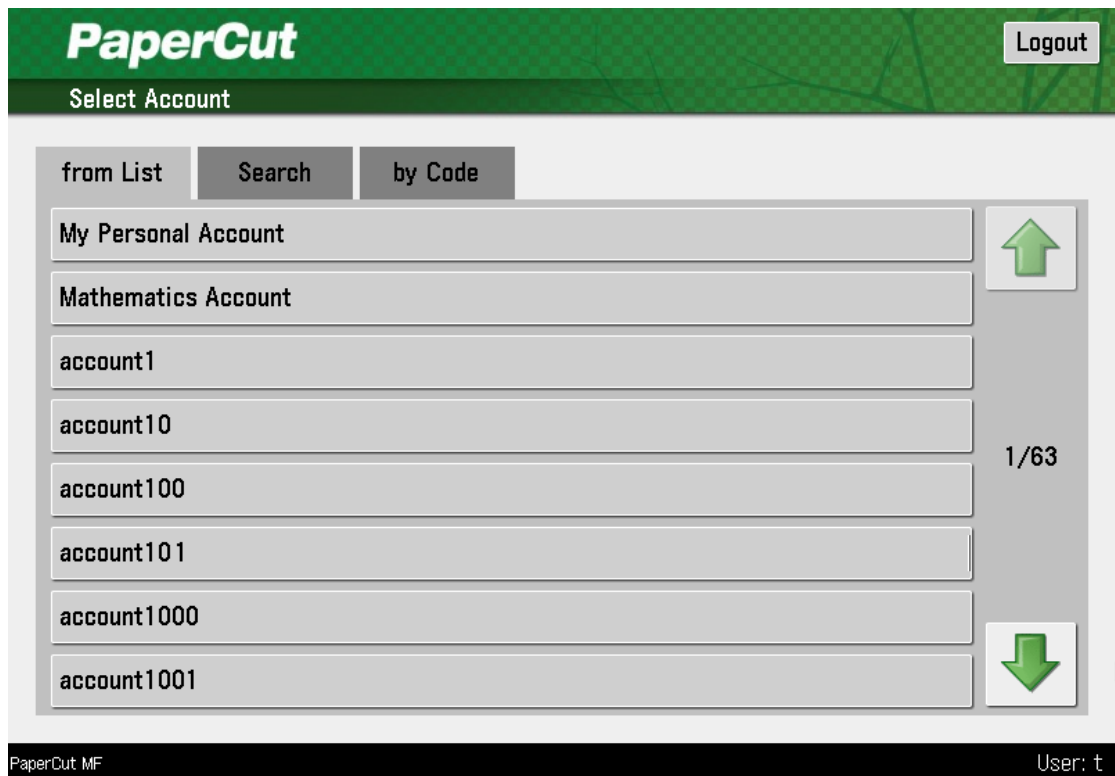 PaperCut
Logout
Select Account
from List Search by Code
My Personal Account
Mathematics Account
account1
account10
account100
account101
account1000
account1001
1/63
PaperCut MF User: t